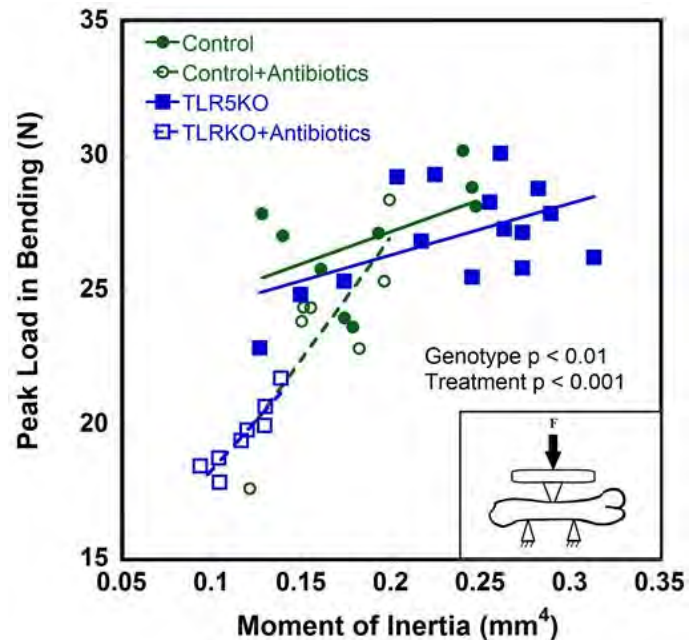 Control
Control+Antibiotics
TLR5KO
TLRKO+Antibiotics
Peak Load in Bending (N)
30
25
20
15
Genotype p < 0.01
Treatment p < 0.001
F
0.05
0.1
0.15
0.2
0.25
0.3
0.35
Moment of Inertia (mm⁴)